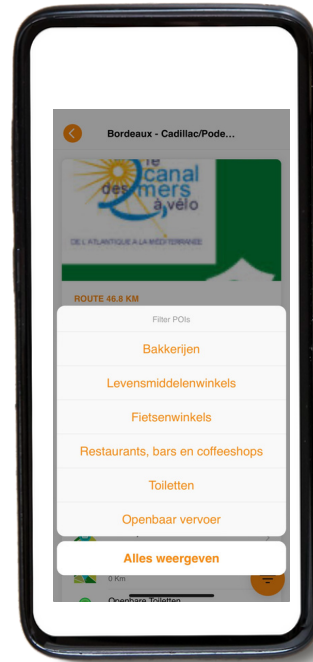 Bordeaux - Cadillac/Pode...
le
canal
des
mers
à vélo
DE L'ATLANTIQUE À LA MÉDITERRANÉE
ROUTE 46.8 KM
Filter POIs
Bakkerijen
Levensmiddelenwinkels
Fietsenwinkels
Restaurants, bars en coffeeshops
Toiletten
Openbaar vervoer
Alles weergeven
0 Km
Openbare Toiletten